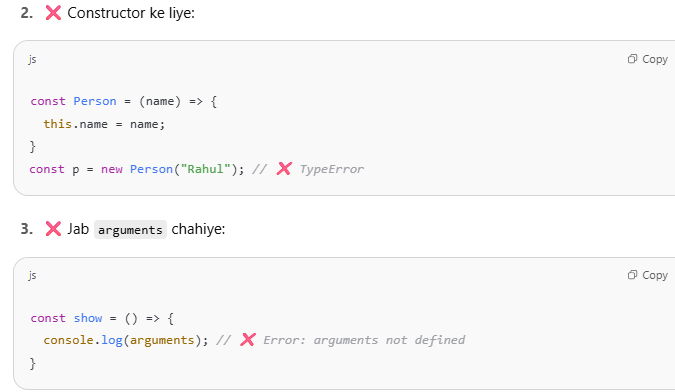 2. ❌ Constructor ke liye:
js
Copy
const Person = (name) => {
  this.name = name;
}
const p = new Person("Rahul"); // ❌ TypeError
3. ❌ Jab arguments chahiye:
js
Copy
const show = () => {
  console.log(arguments); // ❌ Error: arguments not defined
}